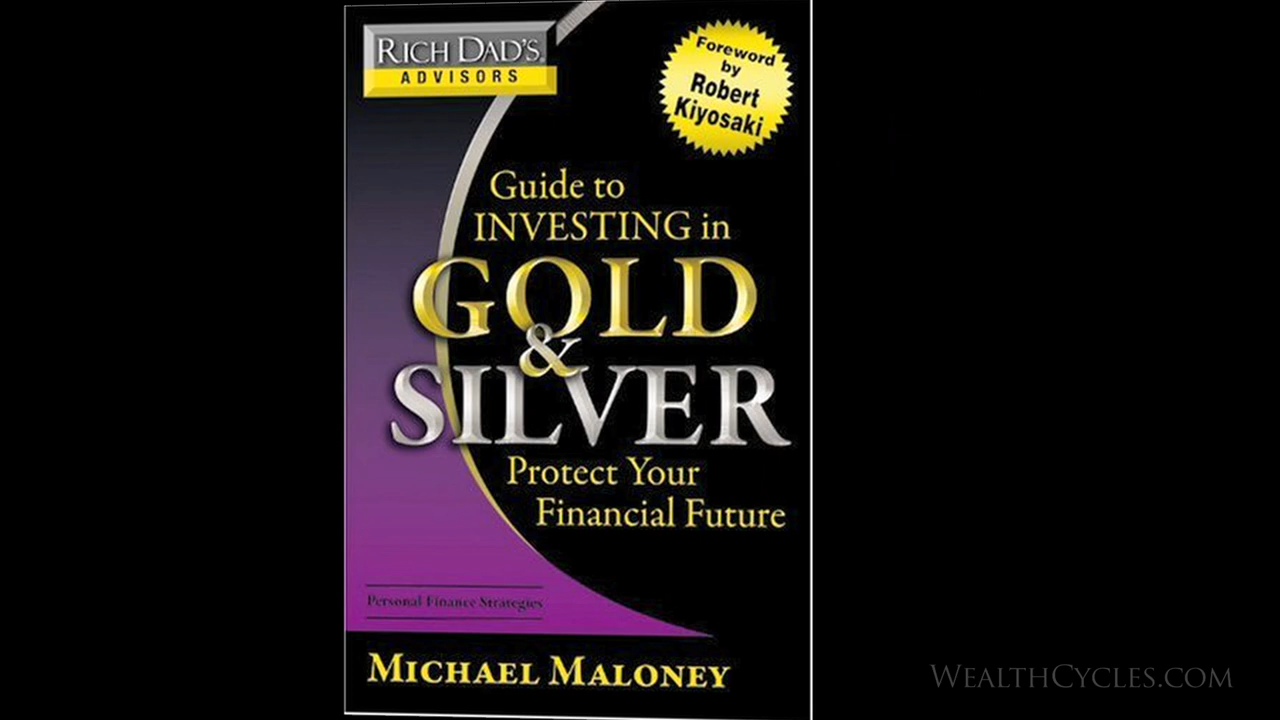 RICH DAD'S
ADVISORS
Foreword
by
Robert
Kiyosaki
Guide to
INVESTING in
GOLD
&
SILVER
Protect Your
Financial Future
Personal Finance Strategies
MICHAEL MALONEY
WEALTHCYCLES.COM